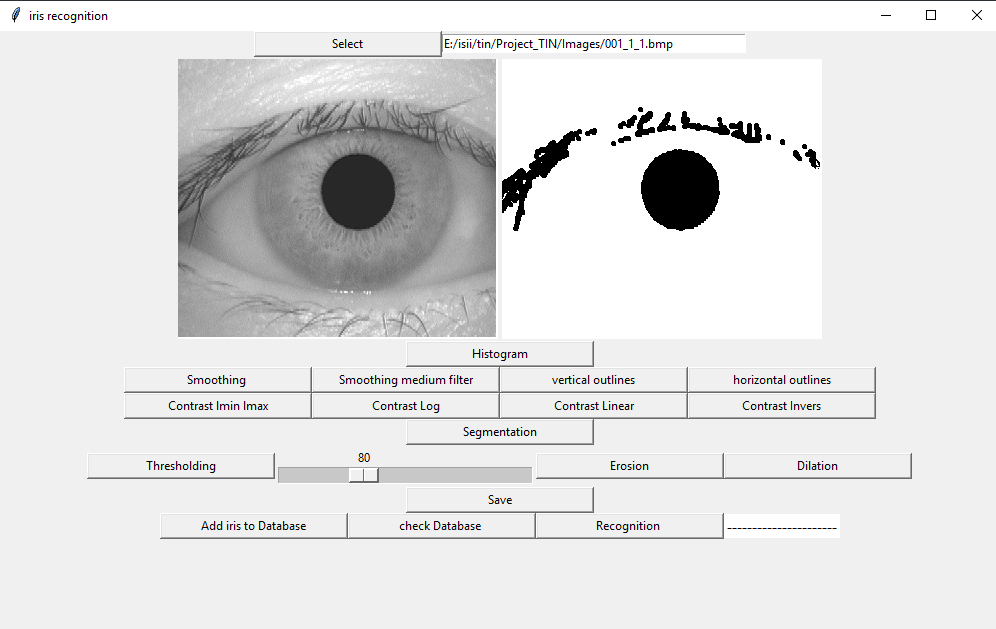 iris recognition
Select E:/isii/tin/Project_TIN/Images/001_1_1.bmp
Histogram
Smoothing Smoothing medium filter vertical outlines horizontal outlines
Contrast Imin Imax Contrast Log Contrast Linear Contrast Invers
Segmentation
80
Thresholding Erosion Dilation
Save
Add iris to Database check Database Recognition ----------------------